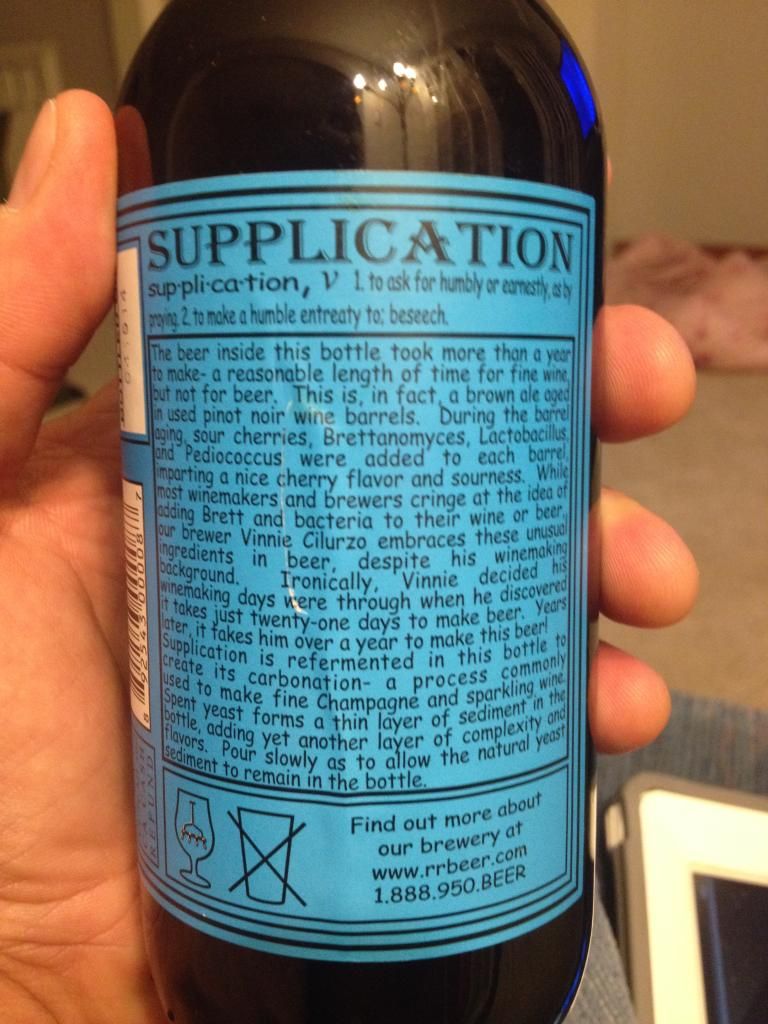 SUPPLICATION
sup·pli·ca·tion, v 1. to ask for humbly or earnestly, as by
praying. 2. to make a humble entreaty to; beseech.
The beer inside this bottle took more than a year
to make- a reasonable length of time for fine wine,
but not for beer. This is, in fact, a brown ale aged
in used pinot noir wine barrels. During the barrel
aging, sour cherries, Brettanomyces, Lactobacillus,
and Pediococcus were added to each barrel,
imparting a nice cherry flavor and sourness. While
most winemakers and brewers cringe at the idea of
adding Brett and bacteria to their wine or beer,
our brewer Vinnie Cilurzo embraces these unusual
ingredients in beer, despite his winemaking
background. Ironically, Vinnie decided his
winemaking days were through when he discovered
it takes just twenty-one days to make beer. Years
later, it takes him over a year to make this beer!
Supplication is refermented in this bottle to
create its carbonation- a process commonly
used to make fine Champagne and sparkling wine.
Spent yeast forms a thin layer of sediment in the
bottle, adding yet another layer of complexity and
flavors. Pour slowly as to allow the natural yeast
sediment to remain in the bottle.
Find out more about
our brewery at
www.rrbeer.com
1.888.950.BEER
8 92543 00008 7
REFUND